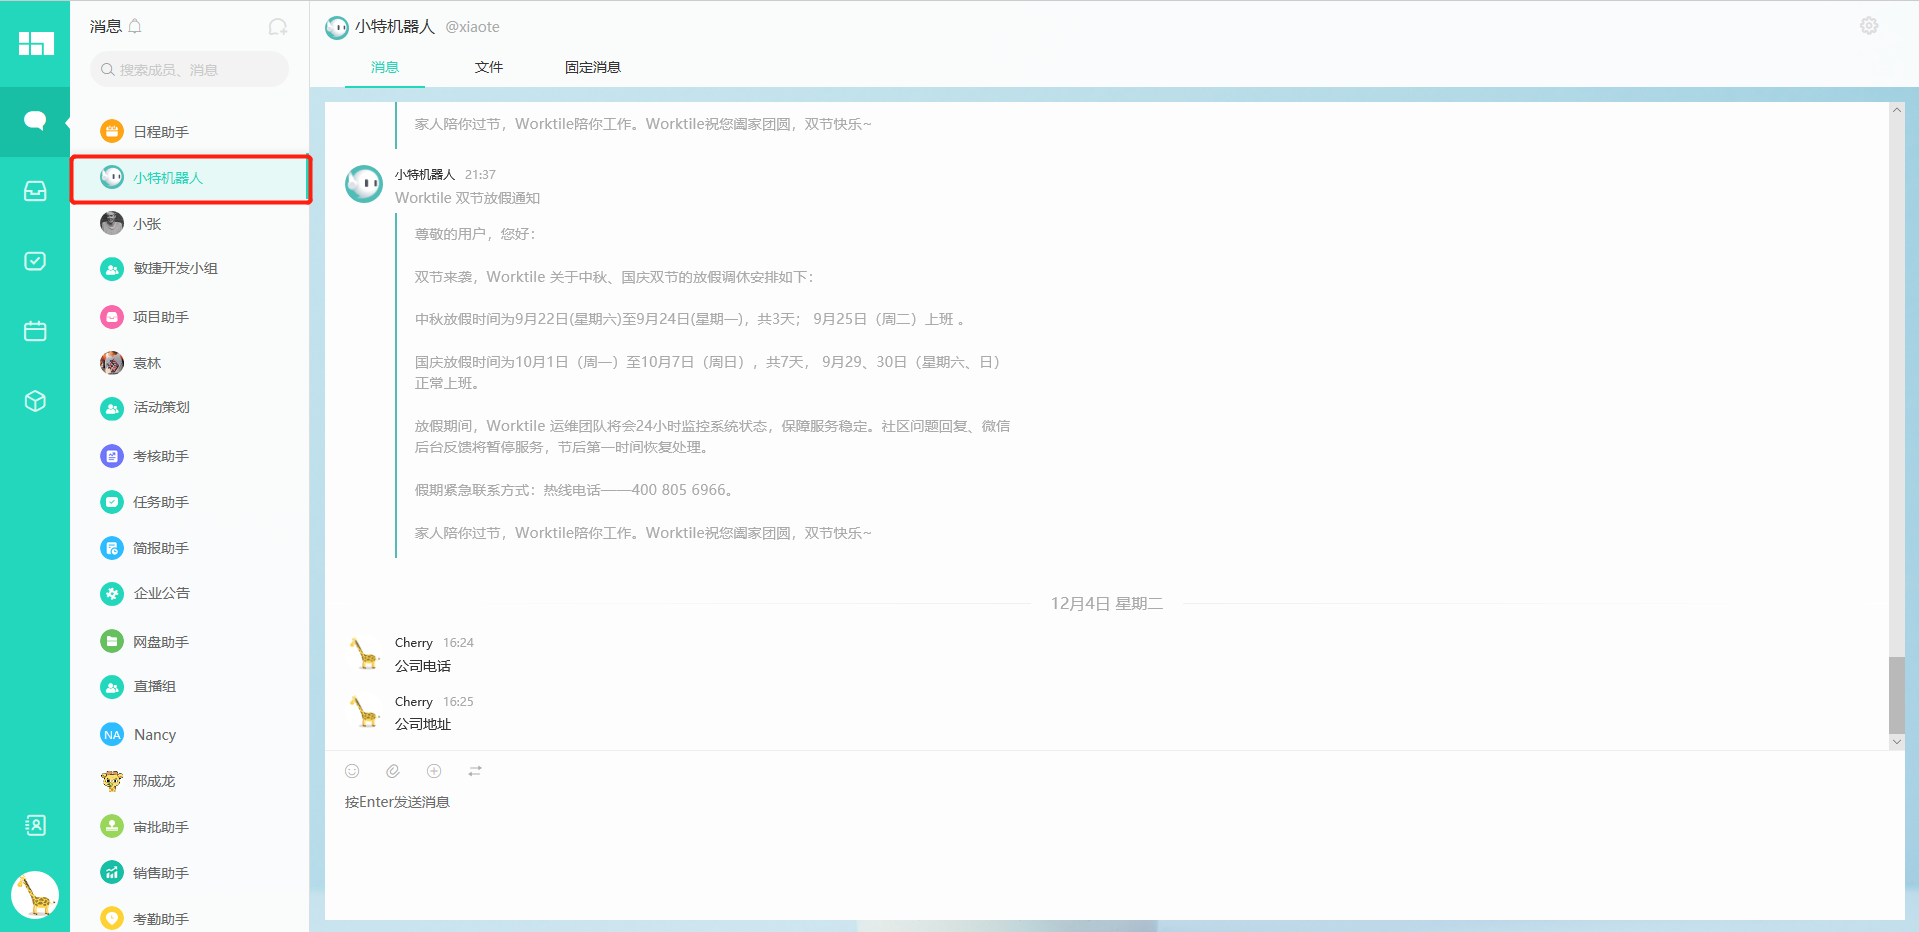 消息
搜索成员、消息
日程助手
小特机器人
小张
敏捷开发小组
项目助手
袁林
活动策划
考核助手
任务助手
简报助手
企业公告
网盘助手
直播组
NA Nancy
邢成龙
审批助手
销售助手
考勤助手
小特机器人 @xiaote
消息 文件 固定消息
家人陪你过节，Worktile陪你工作。Worktile祝您阖家团圆，双节快乐~
小特机器人 21:37
Worktile 双节放假通知
尊敬的用户，您好：
双节来袭，Worktile 关于中秋、国庆双节的放假调休安排如下：
中秋放假时间为9月22日(星期六)至9月24日(星期一)，共3天； 9月25日（周二）上班 。
国庆放假时间为10月1日（周一）至10月7日（周日），共7天， 9月29、30日（星期六、日）
正常上班。
放假期间，Worktile 运维团队将会24小时监控系统状态，保障服务稳定。社区问题回复、微信
后台反馈将暂停服务，节后第一时间恢复处理。
假期紧急联系方式：热线电话——400 805 6966。
家人陪你过节，Worktile陪你工作。Worktile祝您阖家团圆，双节快乐~
12月4日 星期二
Cherry 16:24
公司电话
Cherry 16:25
公司地址
按Enter发送消息